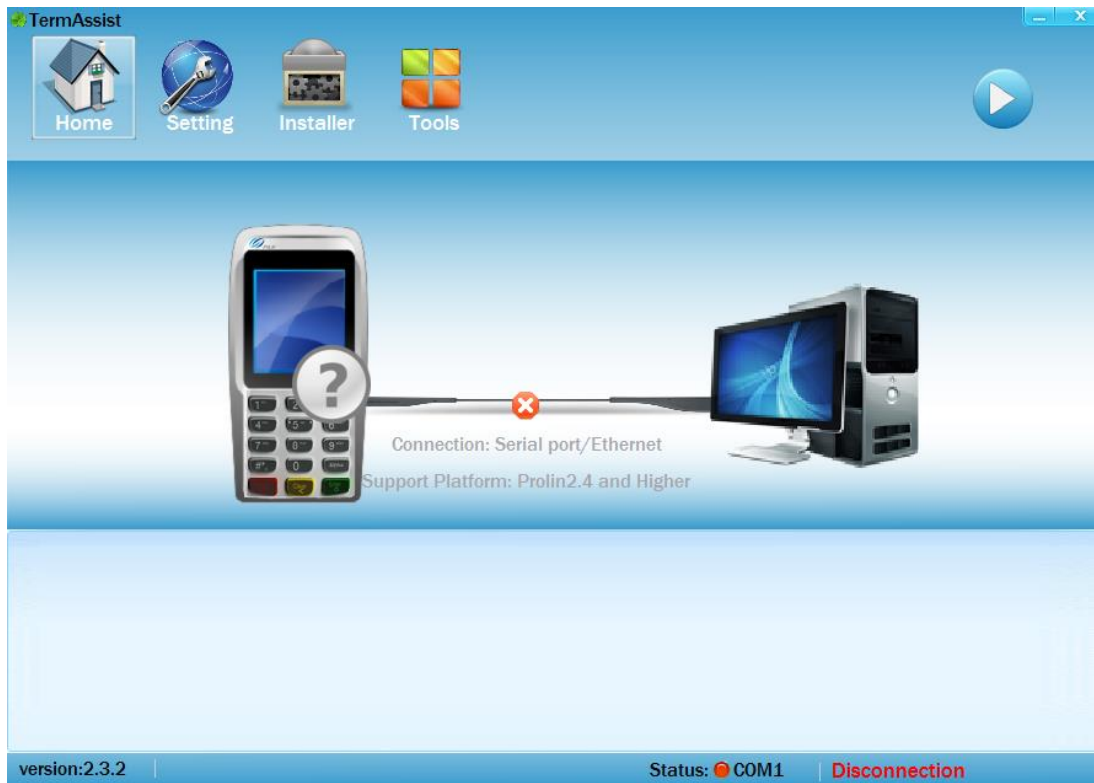 TermAssist
Home
Setting
Installer
Tools
?
Connection: Serial port/Ethernet
Support Platform: Prolin2.4 and Higher
version:2.3.2
Status: COM1
Disconnection